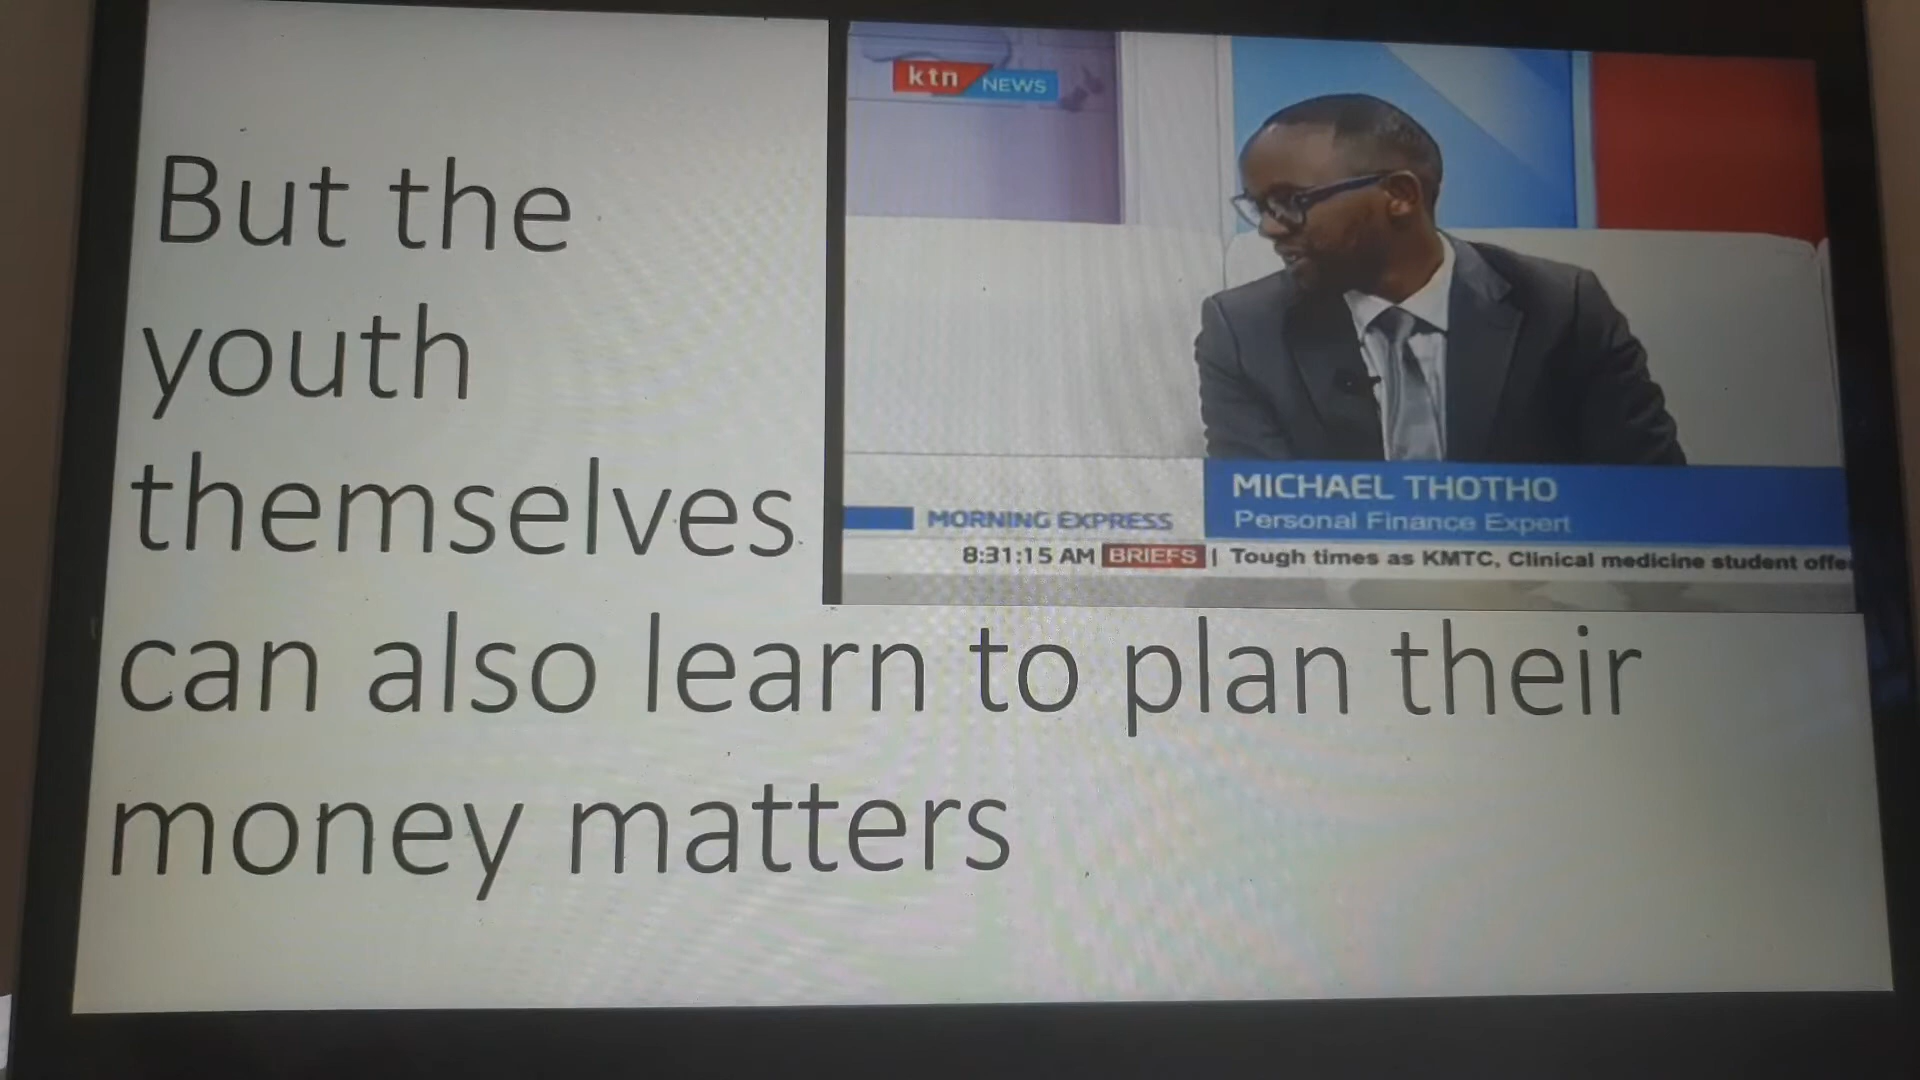 But the
youth
themselves
can also learn to plan their
money matters
ktn NEWS
MICHAEL THOTHO
Personal Finance Expert
MORNING EXPRESS
8:31:15 AM BRIEFS | Tough times as KMTC, Clinical medicine student offe